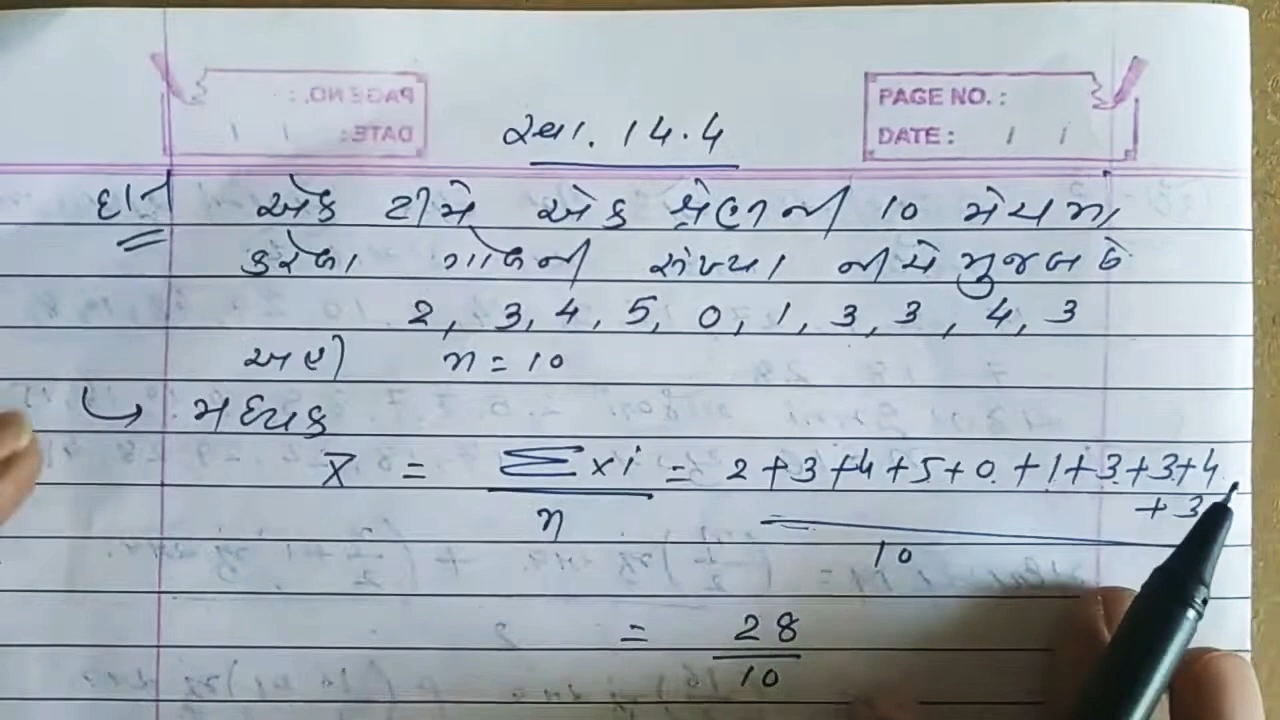 PAGE NO. :
DATE : / /
સ્વા. 14.4
દા.ત એક ટીમે એક શ્રેણીની 10 મેચમાં
કરેલા ગોલની સંખ્યા નીચે મુજબ છે
2, 3, 4, 5, 0, 1, 3, 3, 4, 3
અહીં n = 10
↳ મધ્યક
x̄ = Σxi / n = 2+3+4+5+0+1+3+3+4+3 / 10
= 28 / 10